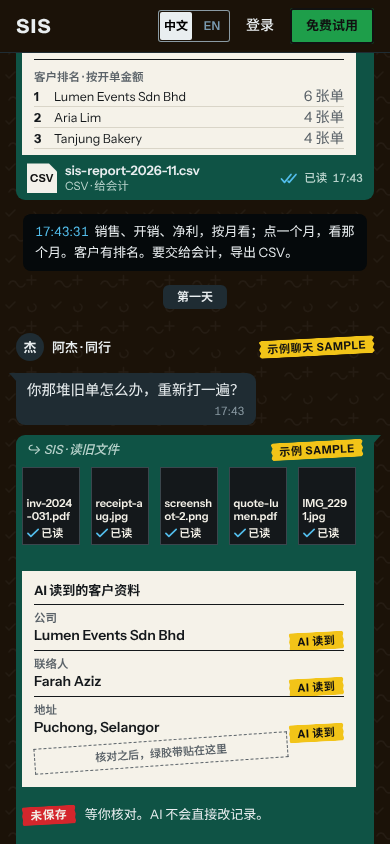 SIS
中文
EN
登录
免费试用
客户排名·按开单金额
1 Lumen Events Sdn Bhd 6 张单
2 Aria Lim 4 张单
3 Tanjung Bakery 4 张单
CSV
sis-report-2026-11.csv
CSV·给会计
已读 17:43
17:43:31 销售、开销、净利，按月看；点一个月，看那
个月。客户有排名。要交给会计，导出 CSV。
第一天
杰
阿杰·同行
示例聊天 SAMPLE
你那堆旧单怎么办，重新打一遍？
17:43
SIS·读旧文件
示例 SAMPLE
inv-2024
-031.pdf
已读
receipt-a
ug.jpg
已读
screensh
ot-2.png
已读
quote-lu
men.pdf
已读
IMG_229
1.jpg
已读
AI 读到的客户资料
公司
Lumen Events Sdn Bhd
AI 读到
联络人
Farah Aziz
AI 读到
地址
Puchong, Selangor
AI 读到
核对之后，绿胶带贴在这里
未保存
等你核对。AI 不会直接改记录。